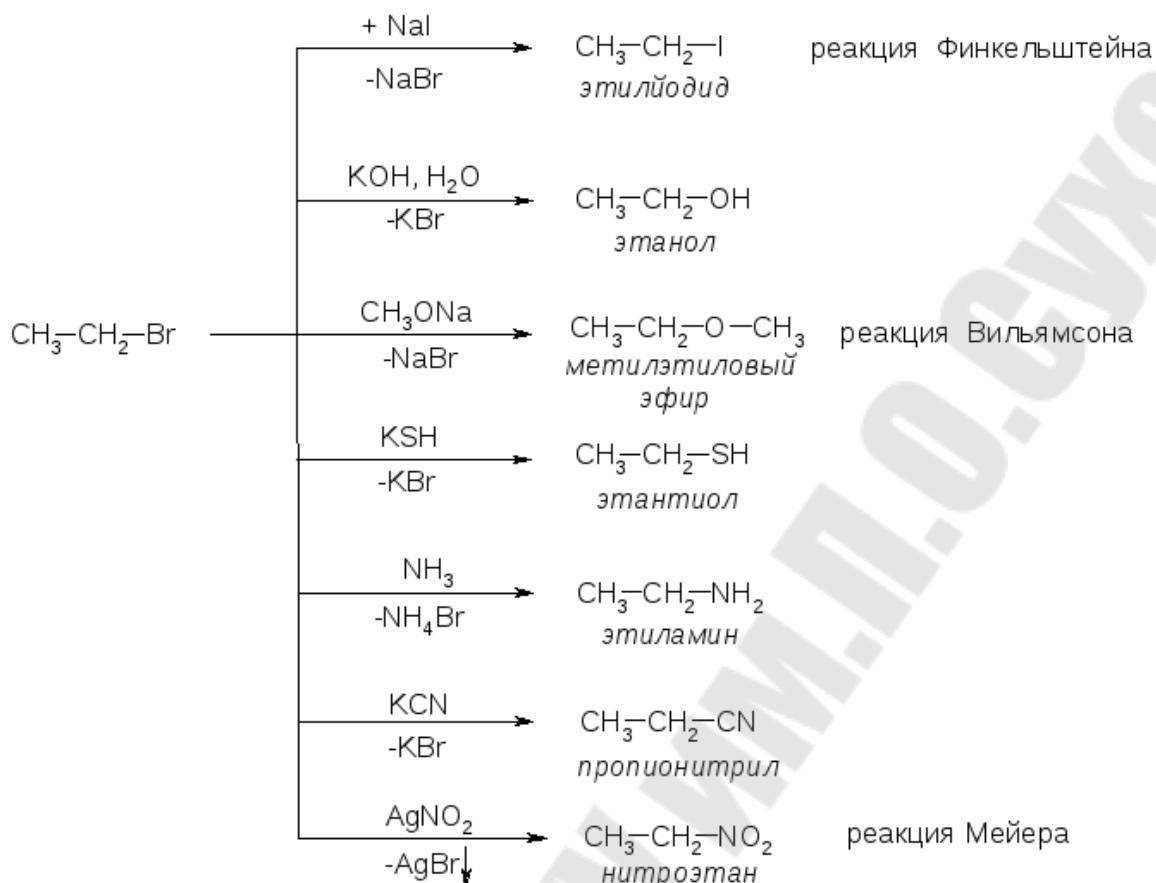 + NaI
CH₃–CH₂–I реакция Финкельштейна
-NaBr
этилйодид
KOH, H₂O
CH₃–CH₂–OH
-KBr
этанол
CH₃–CH₂–Br
CH₃ONa
CH₃–CH₂–O–CH₃ реакция Вильямсона
-NaBr
метилэтиловый
эфир
KSH
CH₃–CH₂–SH
-KBr
этантиол
NH₃
CH₃–CH₂–NH₂
-NH₄Br
этиламин
KCN
CH₃–CH₂–CN
-KBr
пропионитрил
AgNO₂
CH₃–CH₂–NO₂ реакция Мейера
-AgBr↓
нитроэтан
им.П.О.Сухо